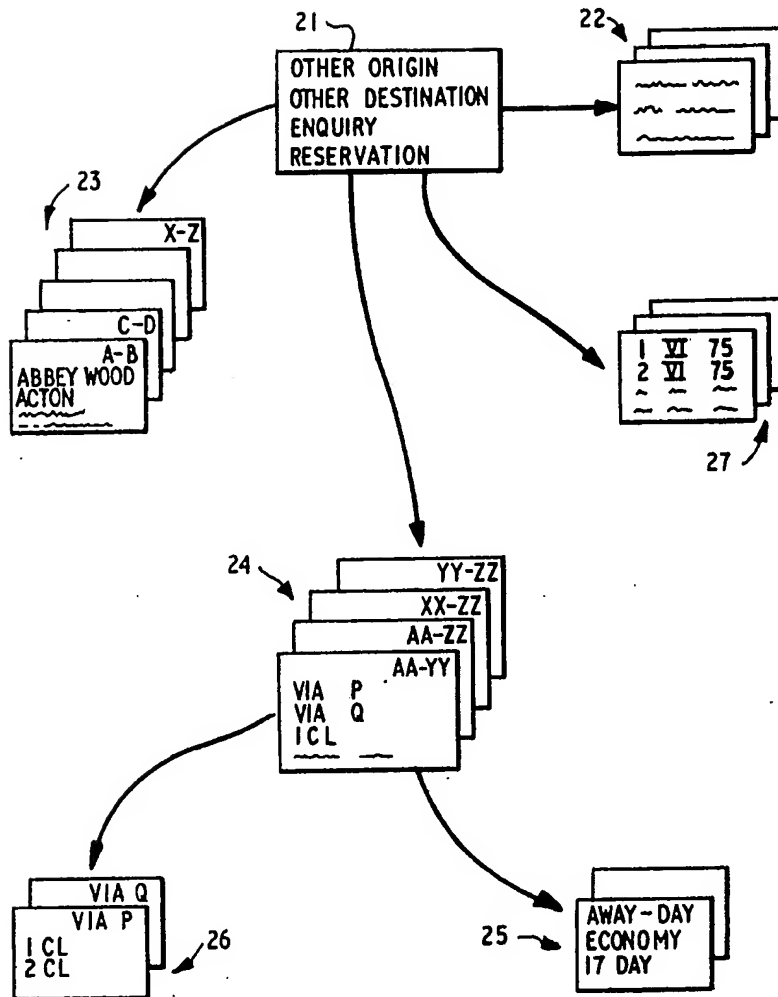 21
OTHER ORIGIN
OTHER DESTINATION
ENQUIRY
RESERVATION
22
23
X-Z
C-D
A-B
ABBEY WOOD
ACTON
1 VI 75
2 VI 75
27
24
YY-ZZ
XX-ZZ
AA-ZZ
AA-YY
VIA P
VIA Q
1 CL
VIA Q
VIA P
1 CL
2 CL
26
25
AWAY-DAY
ECONOMY
17 DAY